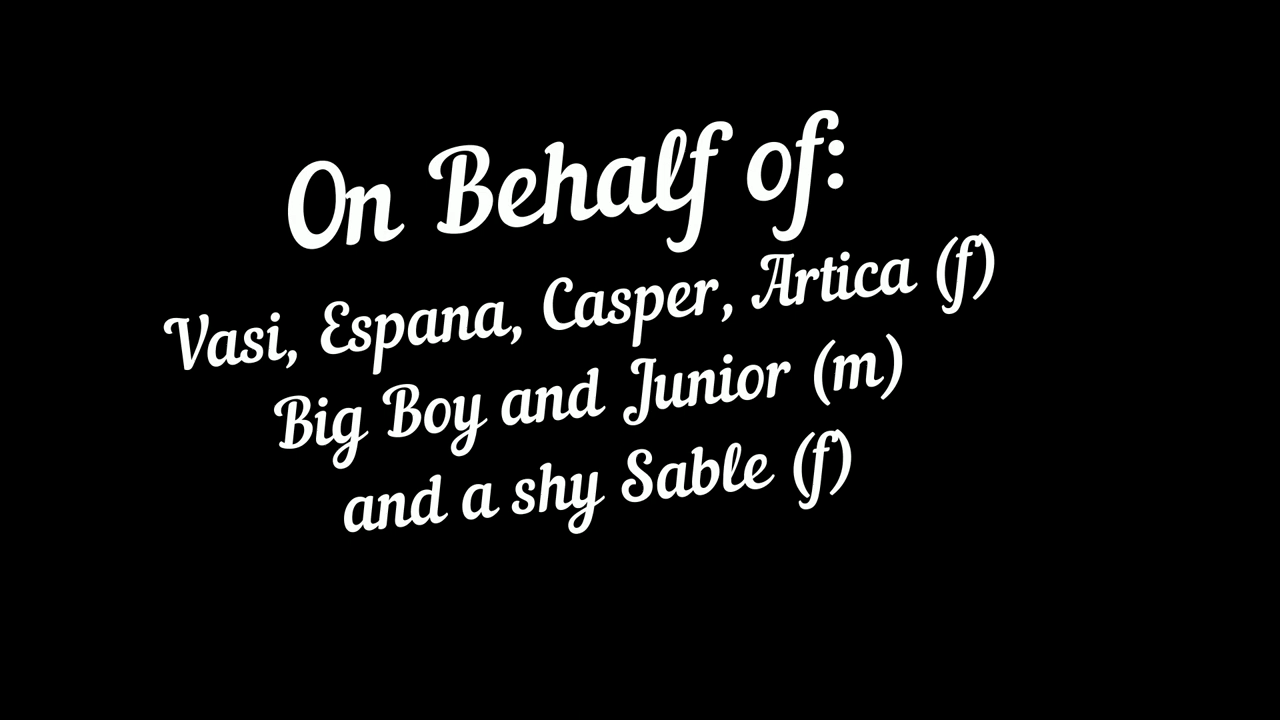 On Behalf of:
Vasi, Espana, Casper, Artica (f)
Big Boy and Junior (m)
and a shy Sable (f)